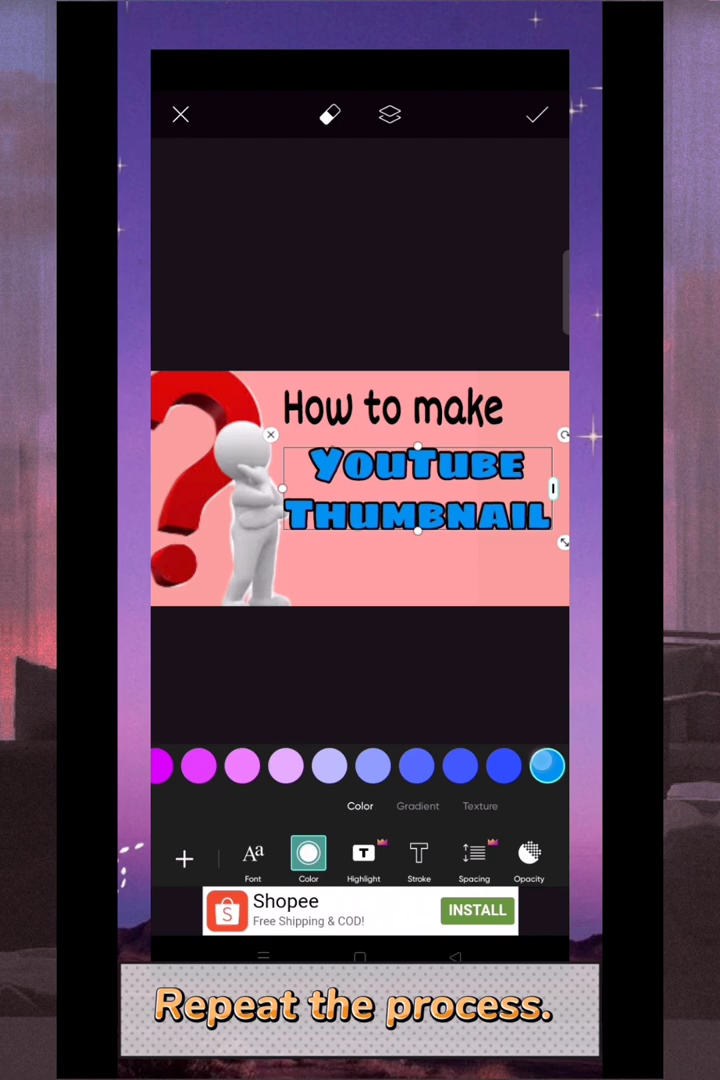 How to make
YouTube
Thumbnail
Color Gradient Texture
Aa T T
Font Color Highlight Stroke Spacing Opacity
S Shopee
Free Shipping & COD!
INSTALL
Repeat the process.